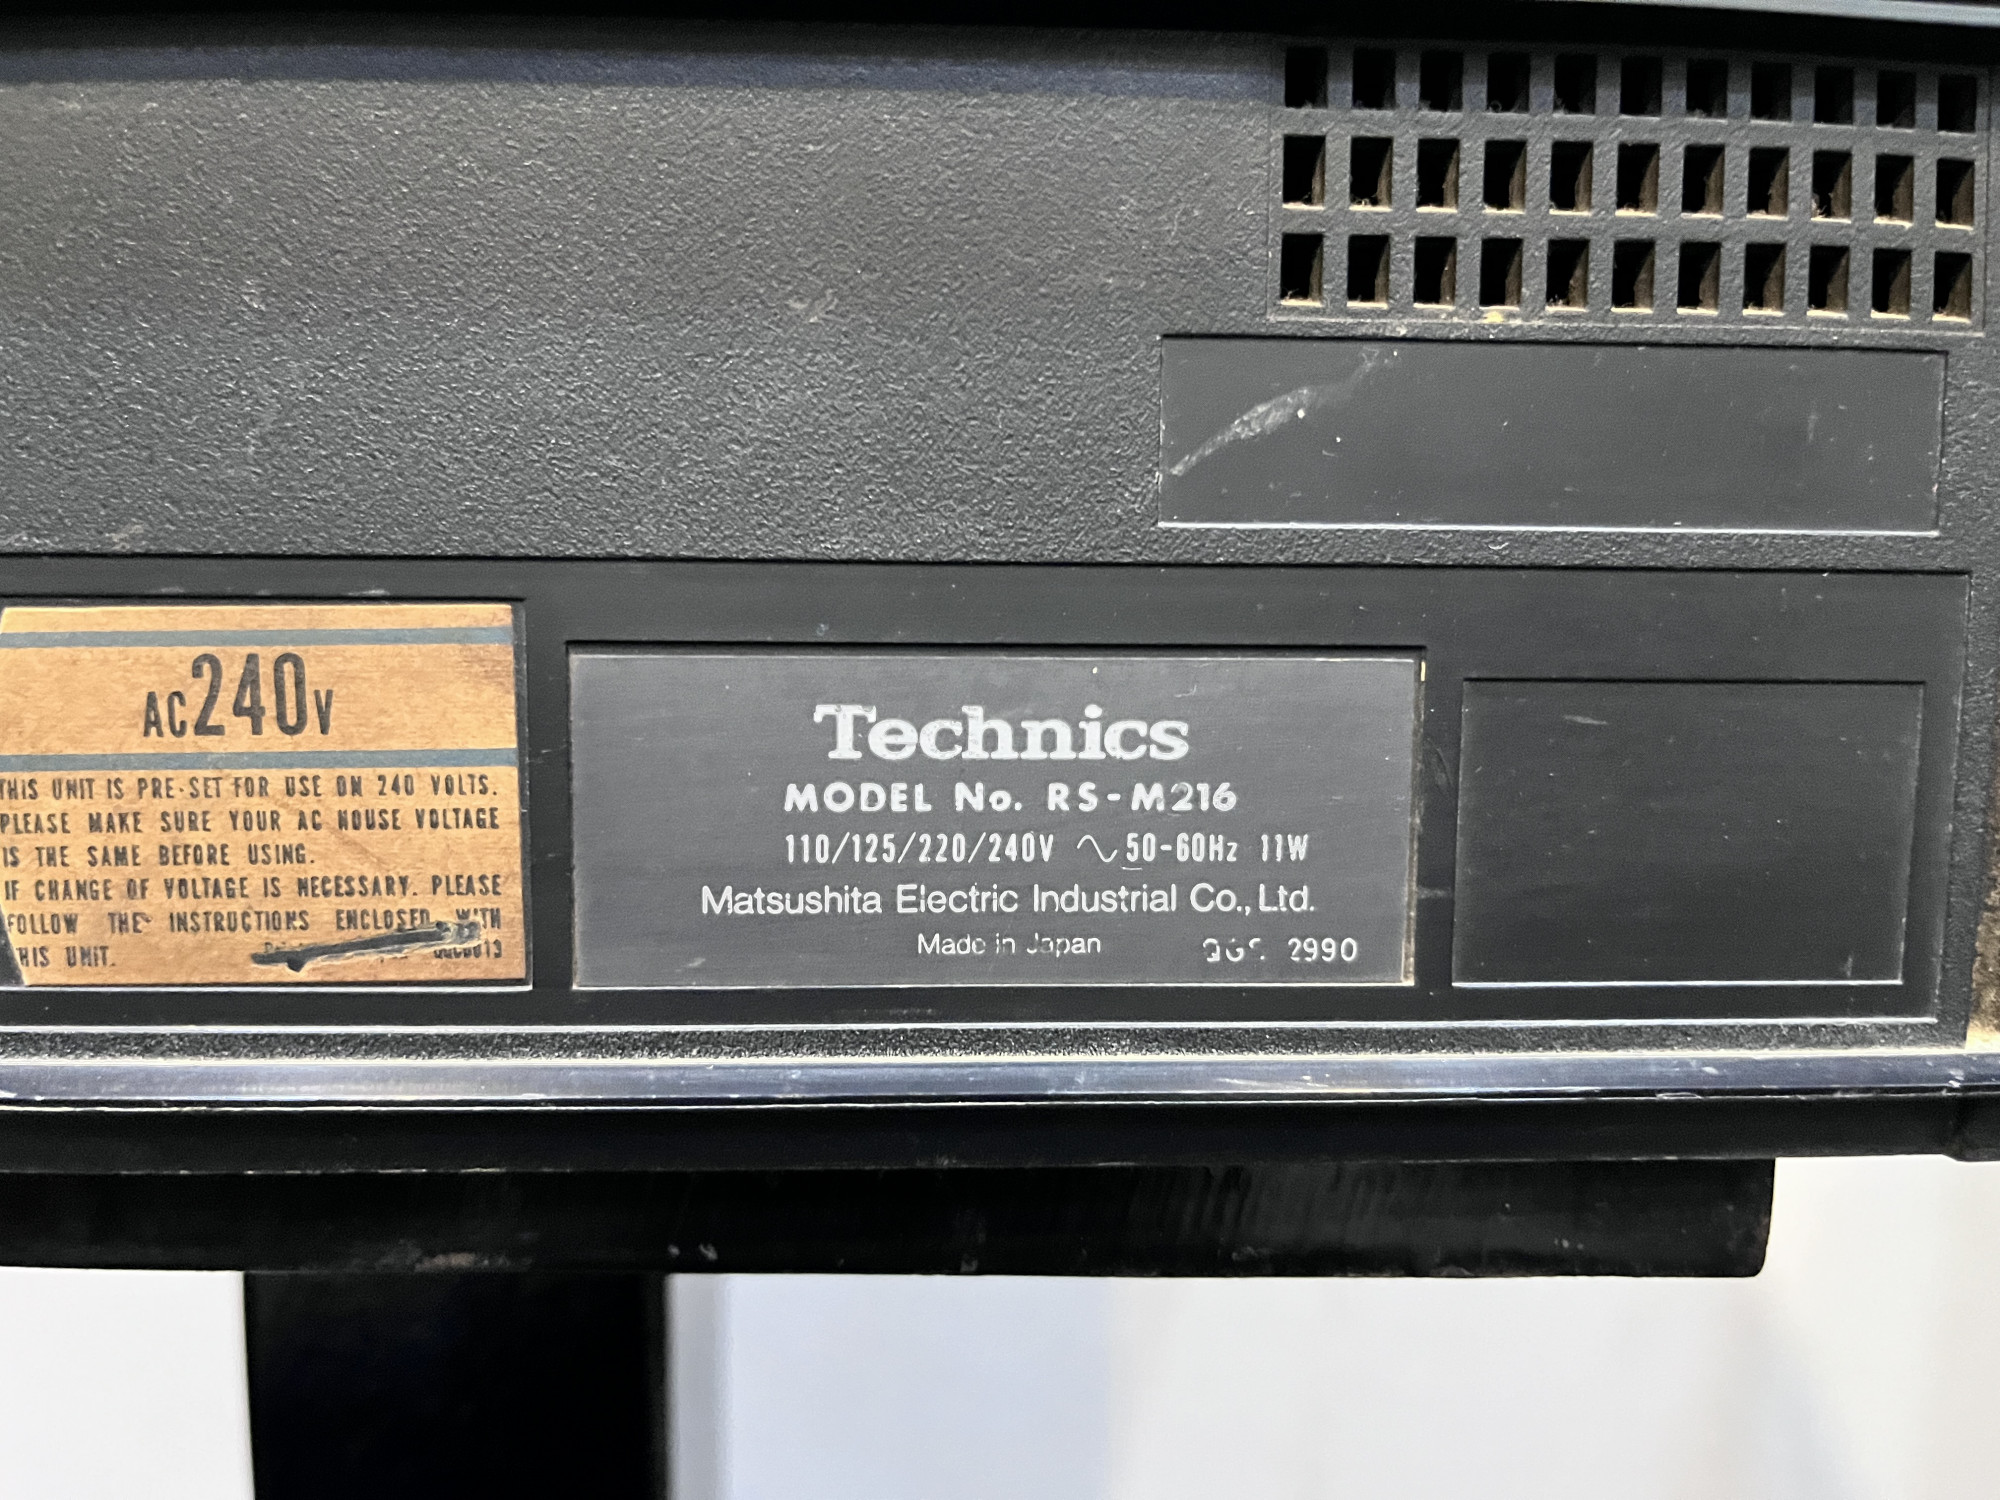 AC240V
THIS UNIT IS PRE-SET FOR USE ON 240 VOLTS.
PLEASE MAKE SURE YOUR AC HOUSE VOLTAGE
IS THE SAME BEFORE USING.
IF CHANGE OF VOLTAGE IS NECESSARY. PLEASE
FOLLOW THE INSTRUCTIONS ENCLOSED WITH
THIS UNIT.
Technics
MODEL No. RS-M216
110/125/220/240V ∿ 50-60Hz 11W
Matsushita Electric Industrial Co., Ltd.
Made in Japan 2990